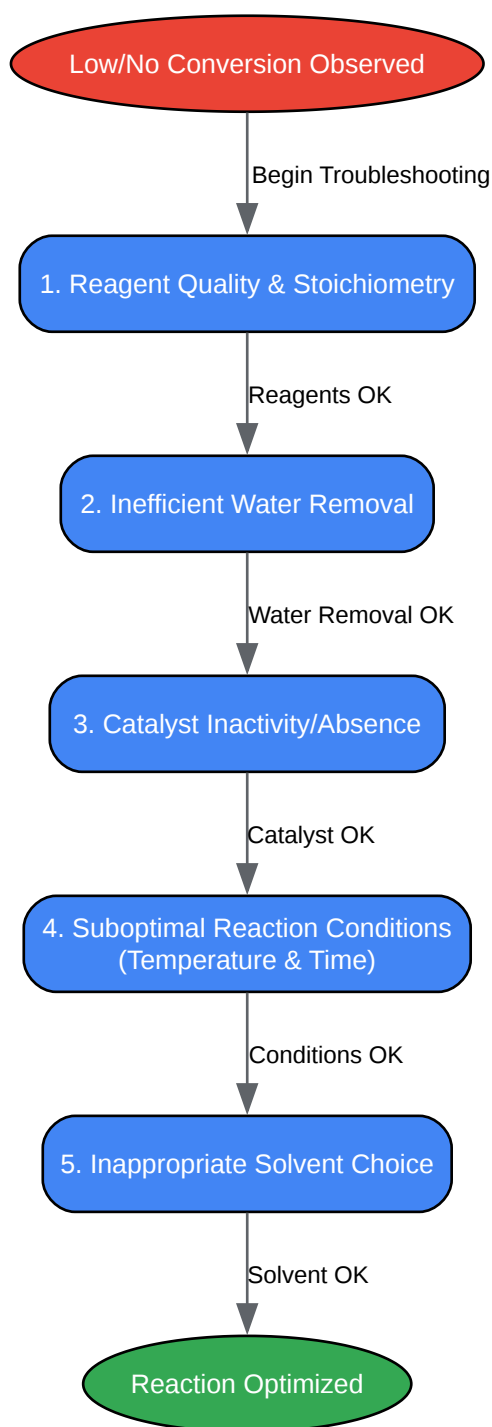 Low/No Conversion Observed
Begin Troubleshooting
1. Reagent Quality & Stoichiometry
Reagents OK
2. Inefficient Water Removal
Water Removal OK
3. Catalyst Inactivity/Absence
Catalyst OK
4. Suboptimal Reaction Conditions
(Temperature & Time)
Conditions OK
5. Inappropriate Solvent Choice
Solvent OK
Reaction Optimized